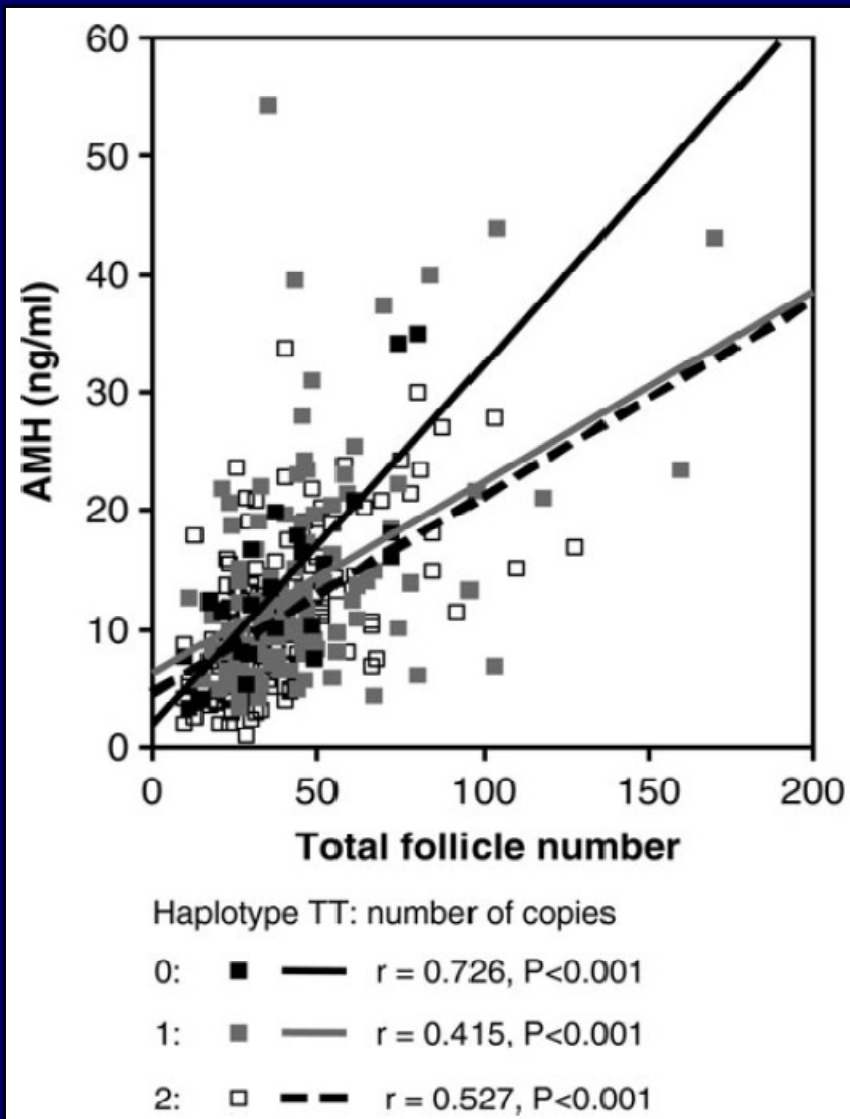 60
50
40
30
20
10
0
AMH (ng/ml)
0 50 100 150 200
Total follicle number
Haplotype TT: number of copies
0: r = 0.726, P<0.001
1: r = 0.415, P<0.001
2: r = 0.527, P<0.001